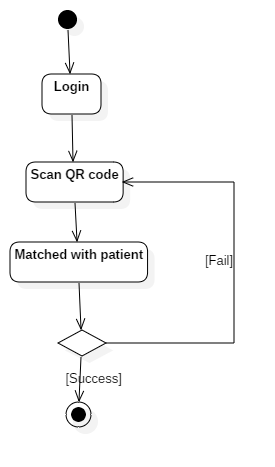 Login
Scan QR code
Matched with patient
[Fail]
[Success]